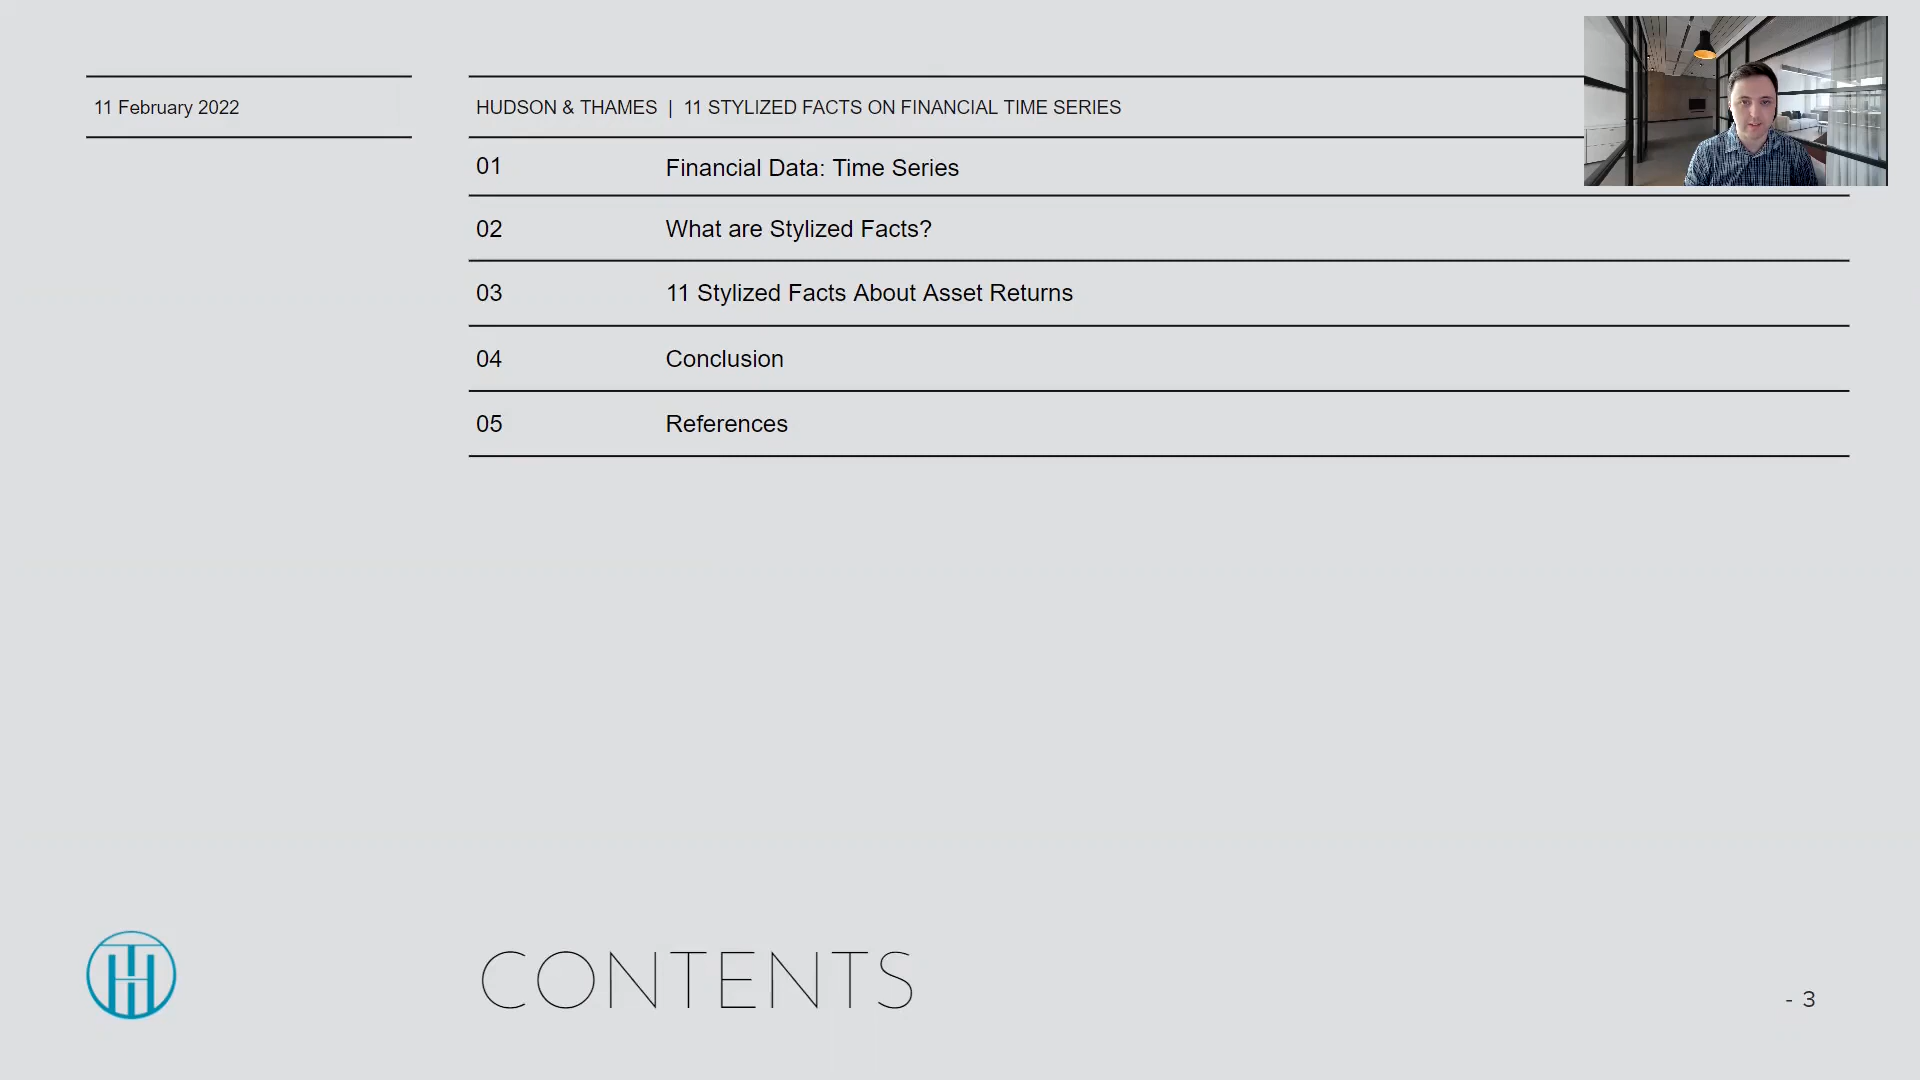 11 February 2022
HUDSON & THAMES | 11 STYLIZED FACTS ON FINANCIAL TIME SERIES
01 Financial Data: Time Series
02 What are Stylized Facts?
03 11 Stylized Facts About Asset Returns
04 Conclusion
05 References
CONTENTS
- 3